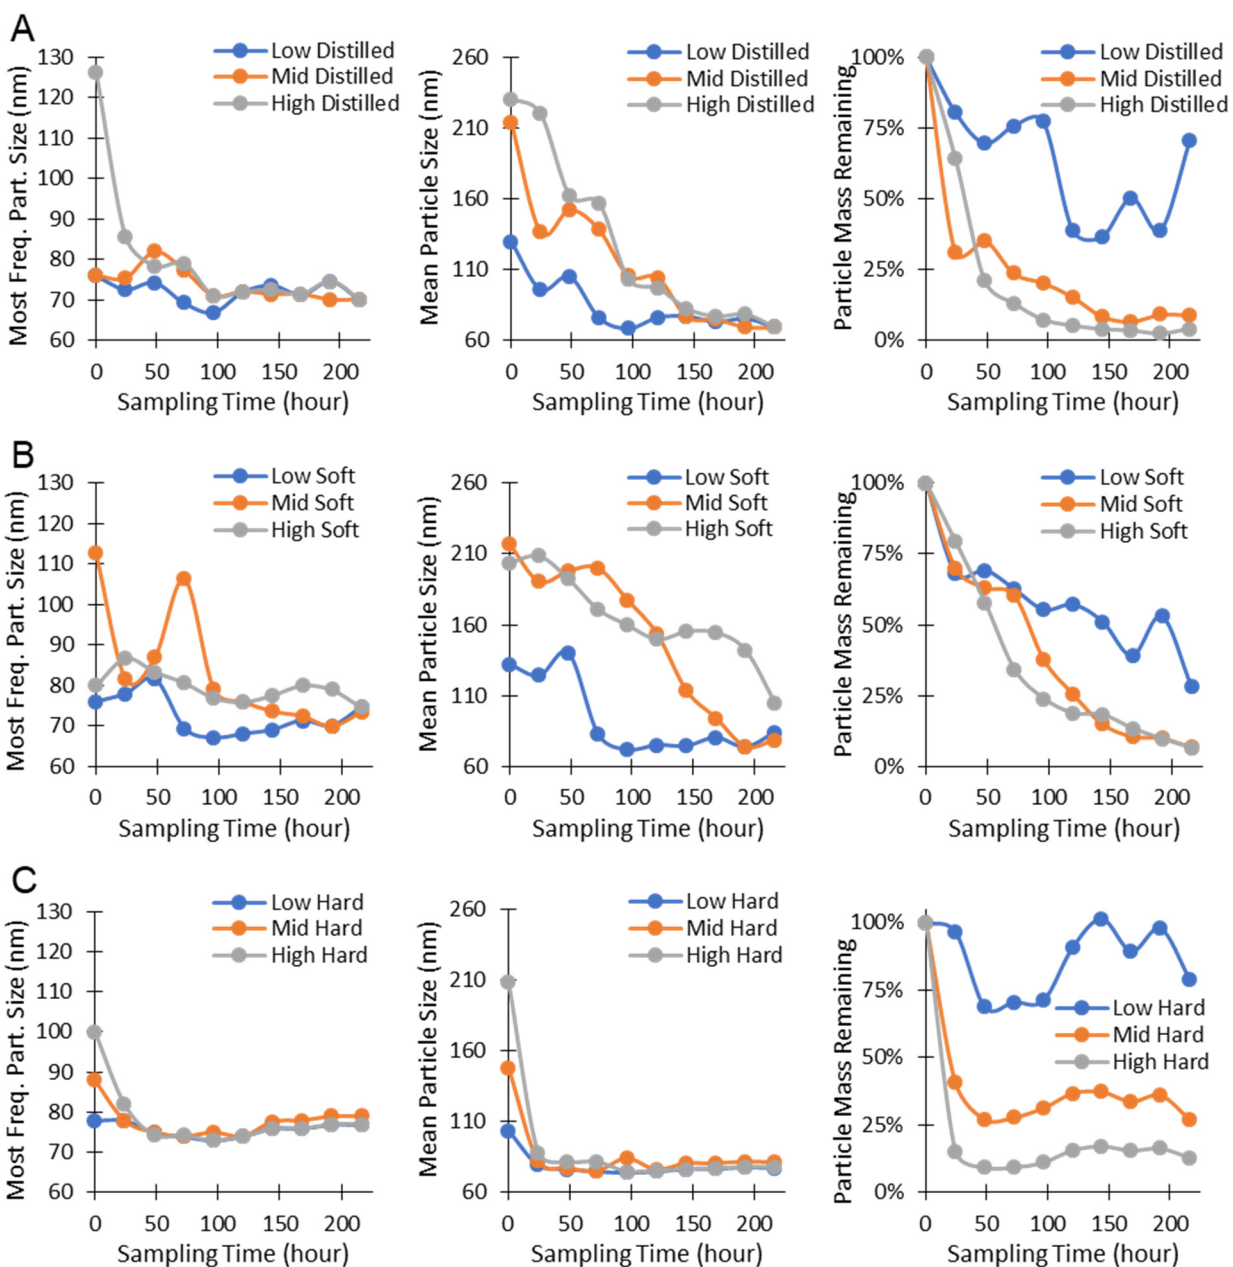 A
Most Freq. Part. Size (nm)
130
120
110
100
90
80
70
60
0 50 100 150 200
Sampling Time (hour)
Low Distilled
Mid Distilled
High Distilled
Mean Particle Size (nm)
260
210
160
110
60
0 50 100 150 200
Sampling Time (hour)
Low Distilled
Mid Distilled
High Distilled
Particle Mass Remaining
100%
75%
50%
25%
0%
0 50 100 150 200
Sampling Time (hour)
Low Distilled
Mid Distilled
High Distilled
B
Most Freq. Part. Size (nm)
130
120
110
100
90
80
70
60
0 50 100 150 200
Sampling Time (hour)
Low Soft
Mid Soft
High Soft
Mean Particle Size (nm)
260
210
160
110
60
0 50 100 150 200
Sampling Time (hour)
Low Soft
Mid Soft
High Soft
Particle Mass Remaining
100%
75%
50%
25%
0%
0 50 100 150 200
Sampling Time (hour)
Low Soft
Mid Soft
High Soft
C
Most Freq. Part. Size (nm)
130
120
110
100
90
80
70
60
0 50 100 150 200
Sampling Time (hour)
Low Hard
Mid Hard
High Hard
Mean Particle Size (nm)
260
210
160
110
60
0 50 100 150 200
Sampling Time (hour)
Low Hard
Mid Hard
High Hard
Particle Mass Remaining
100%
75%
50%
25%
0%
0 50 100 150 200
Sampling Time (hour)
Low Hard
Mid Hard
High Hard